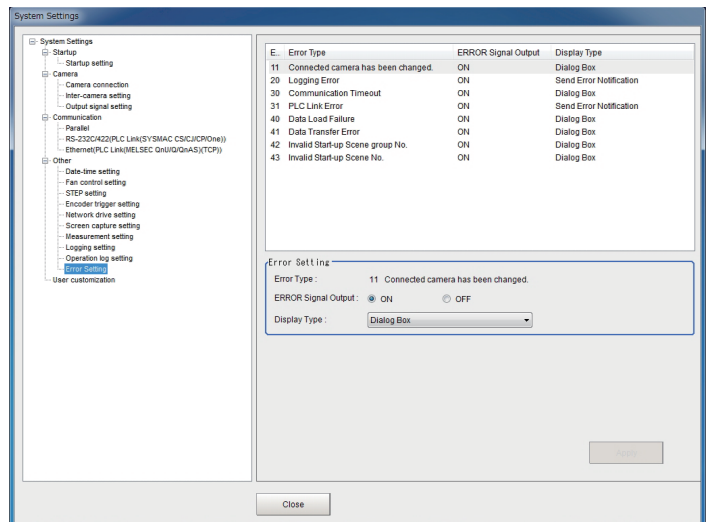 System Settings
System Settings
Startup
Startup setting
Camera
Camera connection
Inter-camera setting
Output signal setting
Communication
Parallel
RS-232C/422(PLC Link(SYSMAC CS/CJ/CP/One))
Ethernet(PLC Link(MELSEC QnU/Q/QnAS)(TCP))
Other
Date-time setting
Fan control setting
STEP setting
Encoder trigger setting
Network drive setting
Screen capture setting
Measurement setting
Logging setting
Operation log setting
Error Setting
User customization
E.. Error Type ERROR Signal Output Display Type
11 Connected camera has been changed. ON Dialog Box
20 Logging Error ON Send Error Notification
30 Communication Timeout ON Dialog Box
31 PLC Link Error ON Send Error Notification
40 Data Load Failure ON Dialog Box
41 Data Transfer Error ON Dialog Box
42 Invalid Start-up Scene group No. ON Dialog Box
43 Invalid Start-up Scene No. ON Dialog Box
Error Setting
Error Type : 11 Connected camera has been changed.
ERROR Signal Output : ON OFF
Display Type : Dialog Box
Apply
Close